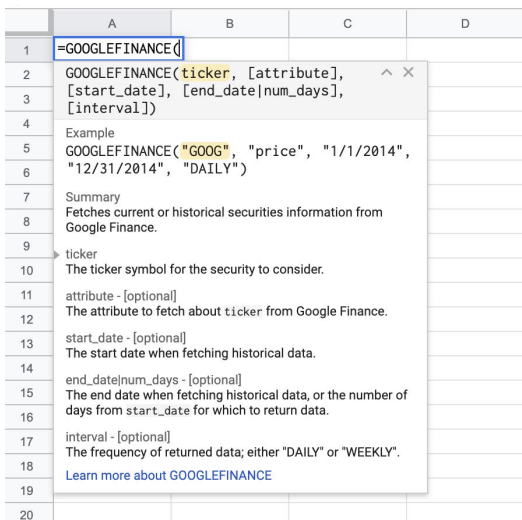 A B C D
1 =GOOGLEFINANCE(
2 GOOGLEFINANCE(ticker, [attribute],
3 [start_date], [end_date|num_days],
[interval])
4
Example
5 GOOGLEFINANCE("GOOG", "price", "1/1/2014",
6 "12/31/2014", "DAILY")
7 Summary
Fetches current or historical securities information from
8 Google Finance.
9 ticker
10 The ticker symbol for the security to consider.
11 attribute - [optional]
12 The attribute to fetch about ticker from Google Finance.
13 start_date - [optional]
The start date when fetching historical data.
14
end_date|num_days - [optional]
15 The end date when fetching historical data, or the number of
16 days from start_date for which to return data.
17 interval - [optional]
The frequency of returned data; either "DAILY" or "WEEKLY".
18
Learn more about GOOGLEFINANCE
19
20